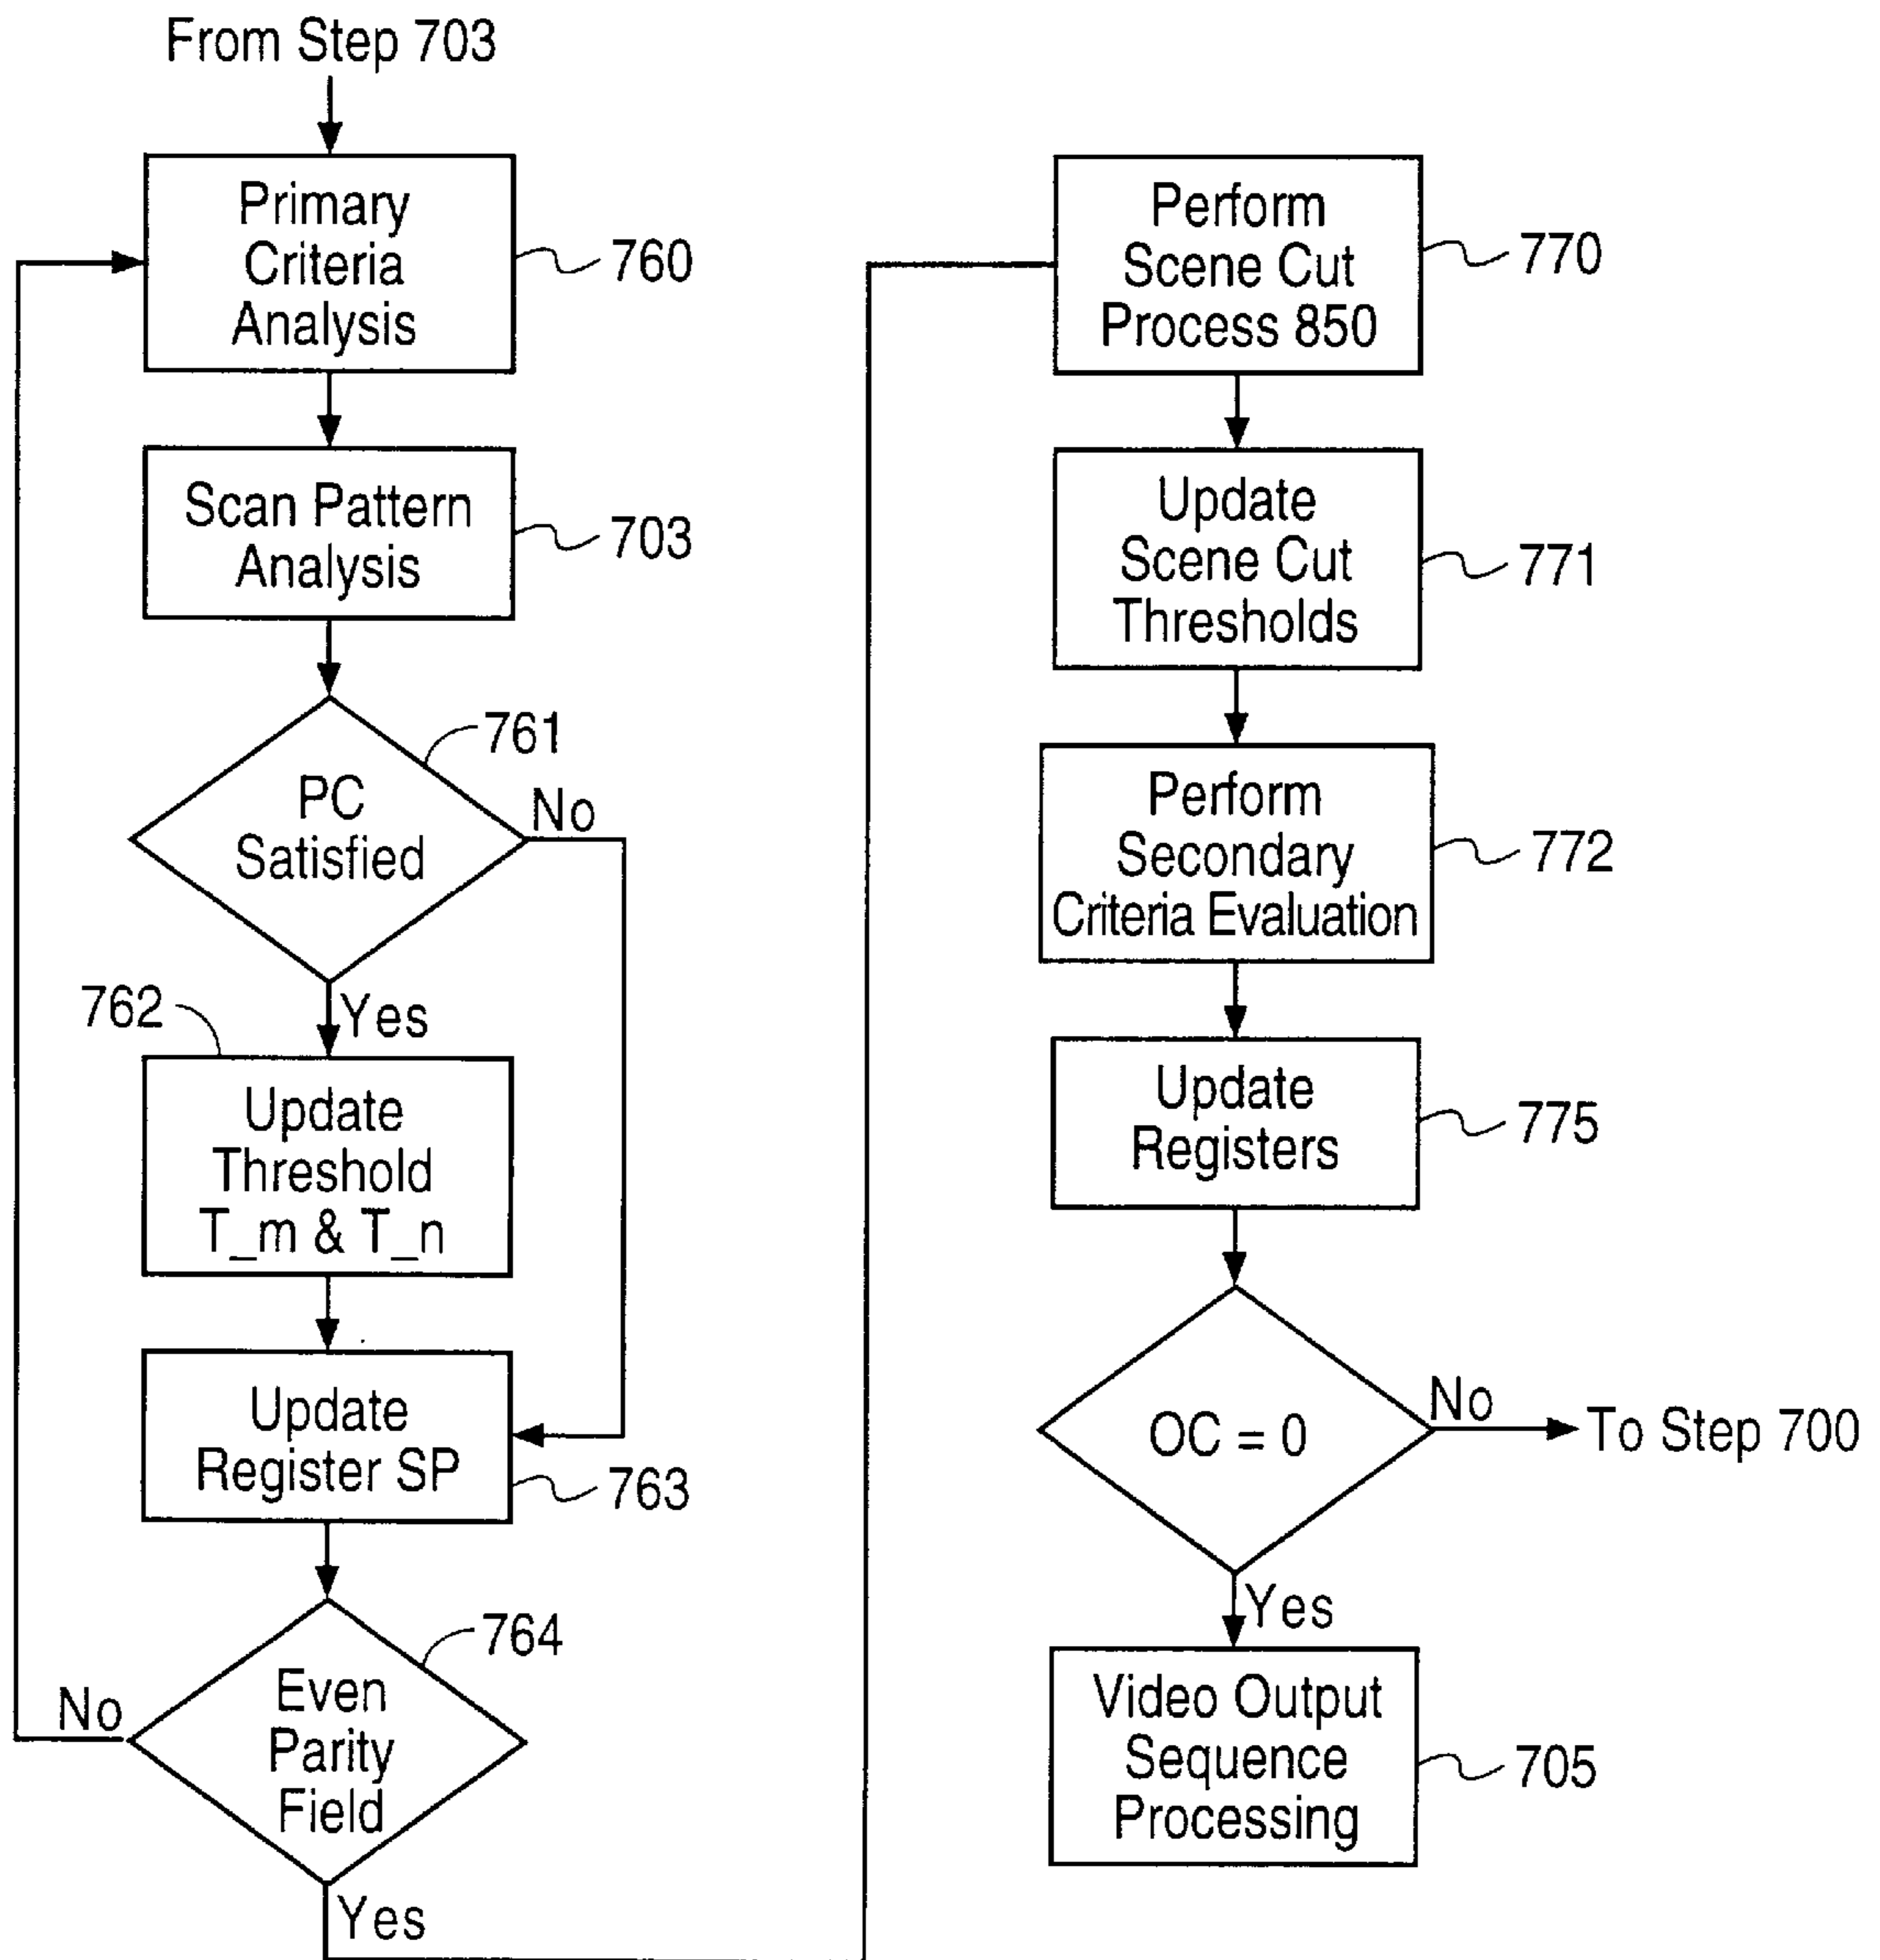 From Step 703
Primary
Criteria
Analysis
760
Scan Pattern
Analysis
703
761
PC
Satisfied
No
Yes
762
Update
Threshold
T_m & T_n
Update
Register SP
763
764
Even
Parity
Field
No
Yes
Perform
Scene Cut
Process 850
770
Update
Scene Cut
Thresholds
771
Perform
Secondary
Criteria Evaluation
772
Update
Registers
775
OC = 0
No
To Step 700
Yes
Video Output
Sequence
Processing
705